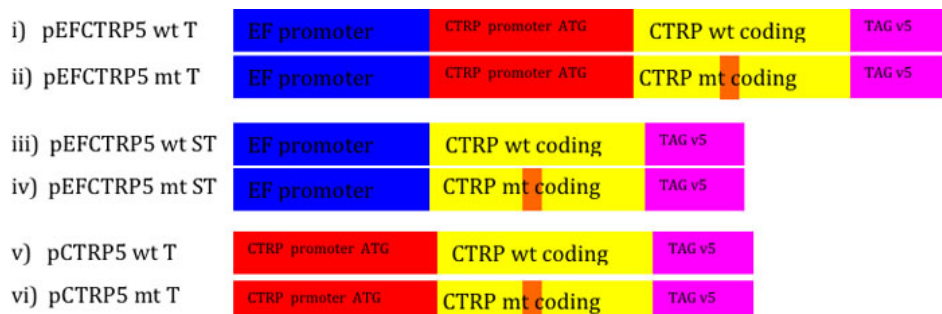 i) pEFCTRP5 wt T EF promoter CTRP promoter ATG CTRP wt coding TAG v5
ii) pEFCTRP5 mt T EF promoter CTRP promoter ATG CTRP mt coding TAG v5
iii) pEFCTRP5 wt ST EF promoter CTRP wt coding TAG v5
iv) pEFCTRP5 mt ST EF promoter CTRP mt coding TAG v5
v) pCTRP5 wt T CTRP promoter ATG CTRP wt coding TAG v5
vi) pCTRP5 mt T CTRP prmoter ATG CTRP mt coding TAG v5